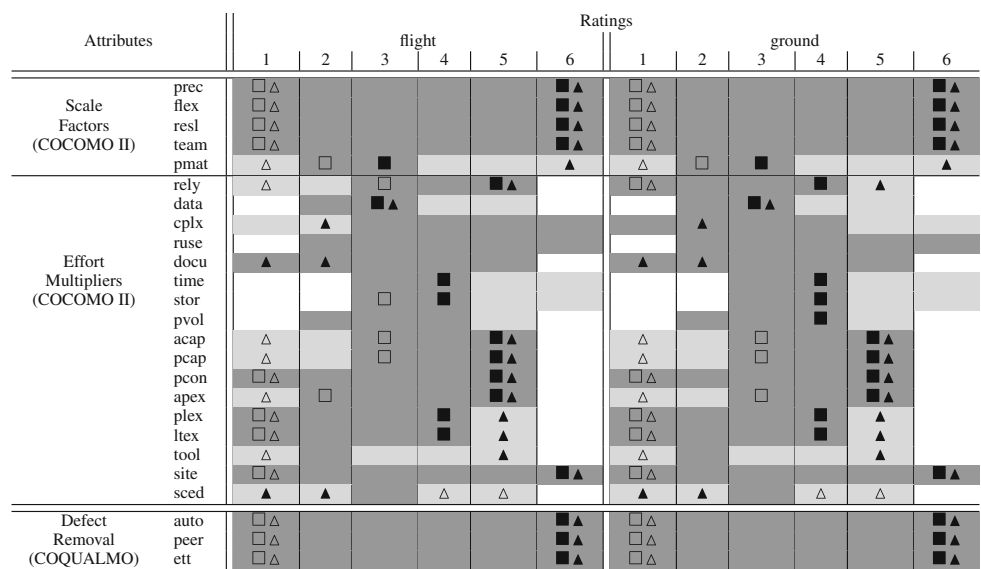 Ratings
Attributes flight ground
1 2 3 4 5 6 1 2 3 4 5 6
prec
Scale flex
Factors resl
(COCOMO II) team
pmat
rely
data
cplx
ruse
Effort docu
Multipliers time
(COCOMO II) stor
pvol
acap
pcap
pcon
apex
plex
ltex
tool
site
sced
Defect auto
Removal peer
(COQUALMO) ett